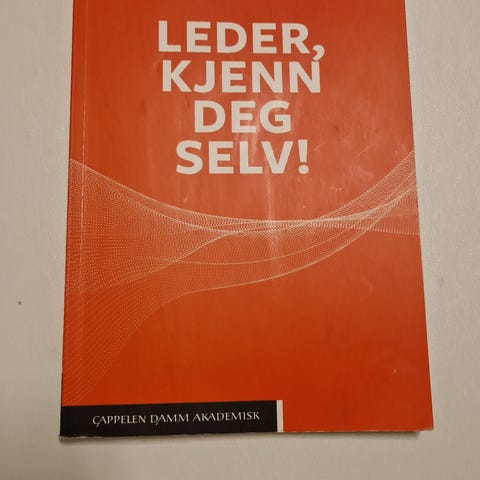 LEDER,
KJENN
DEG
SELV!
CAPPELEN DAMM AKADEMISK